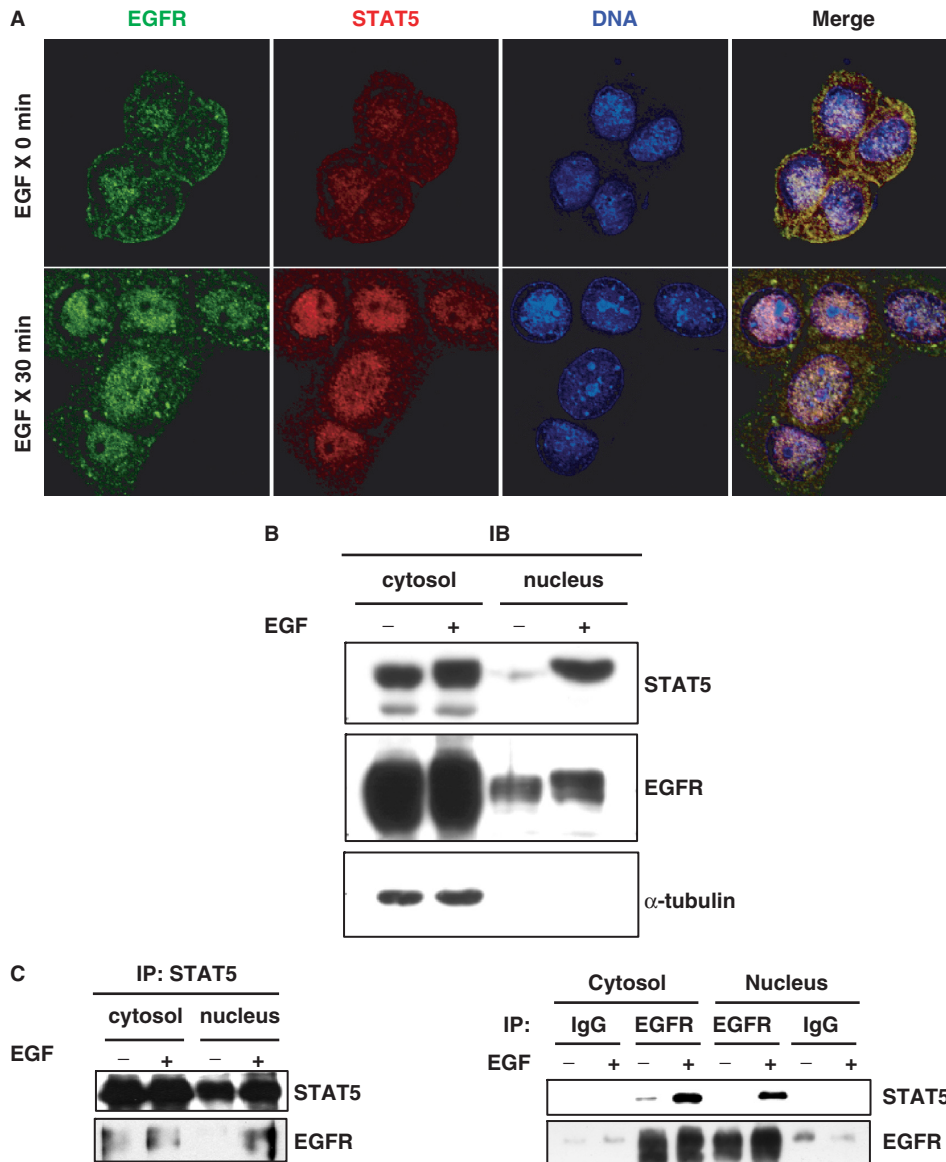 A EGFR STAT5 DNA Merge
EGF X 0 min
EGF X 30 min
B IB
cytosol nucleus
EGF – + – +
STAT5
EGFR
α-tubulin
C IP: STAT5
cytosol nucleus
EGF – + – +
STAT5
EGFR
Cytosol Nucleus
IP: IgG EGFR EGFR IgG
EGF – + – + – + – +
STAT5
EGFR